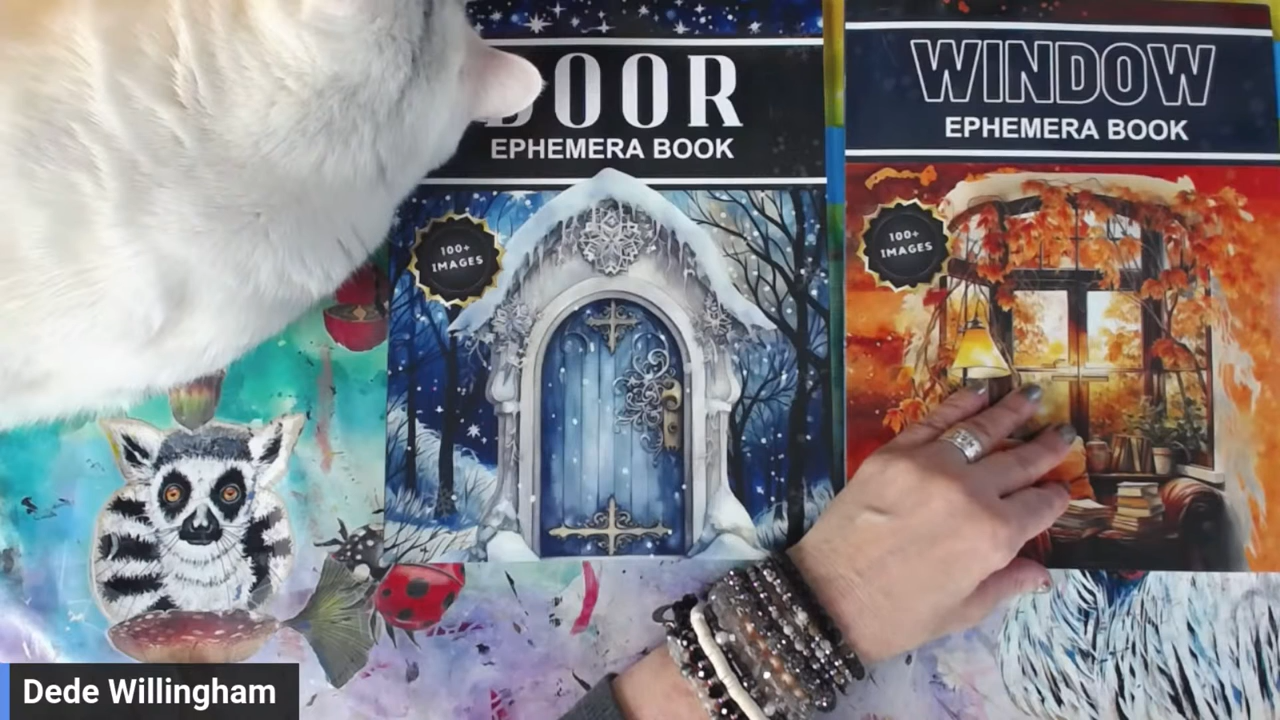 DOOR
EPHEMERA BOOK
100+
IMAGES
WINDOW
EPHEMERA BOOK
100+
IMAGES
Dede Willingham